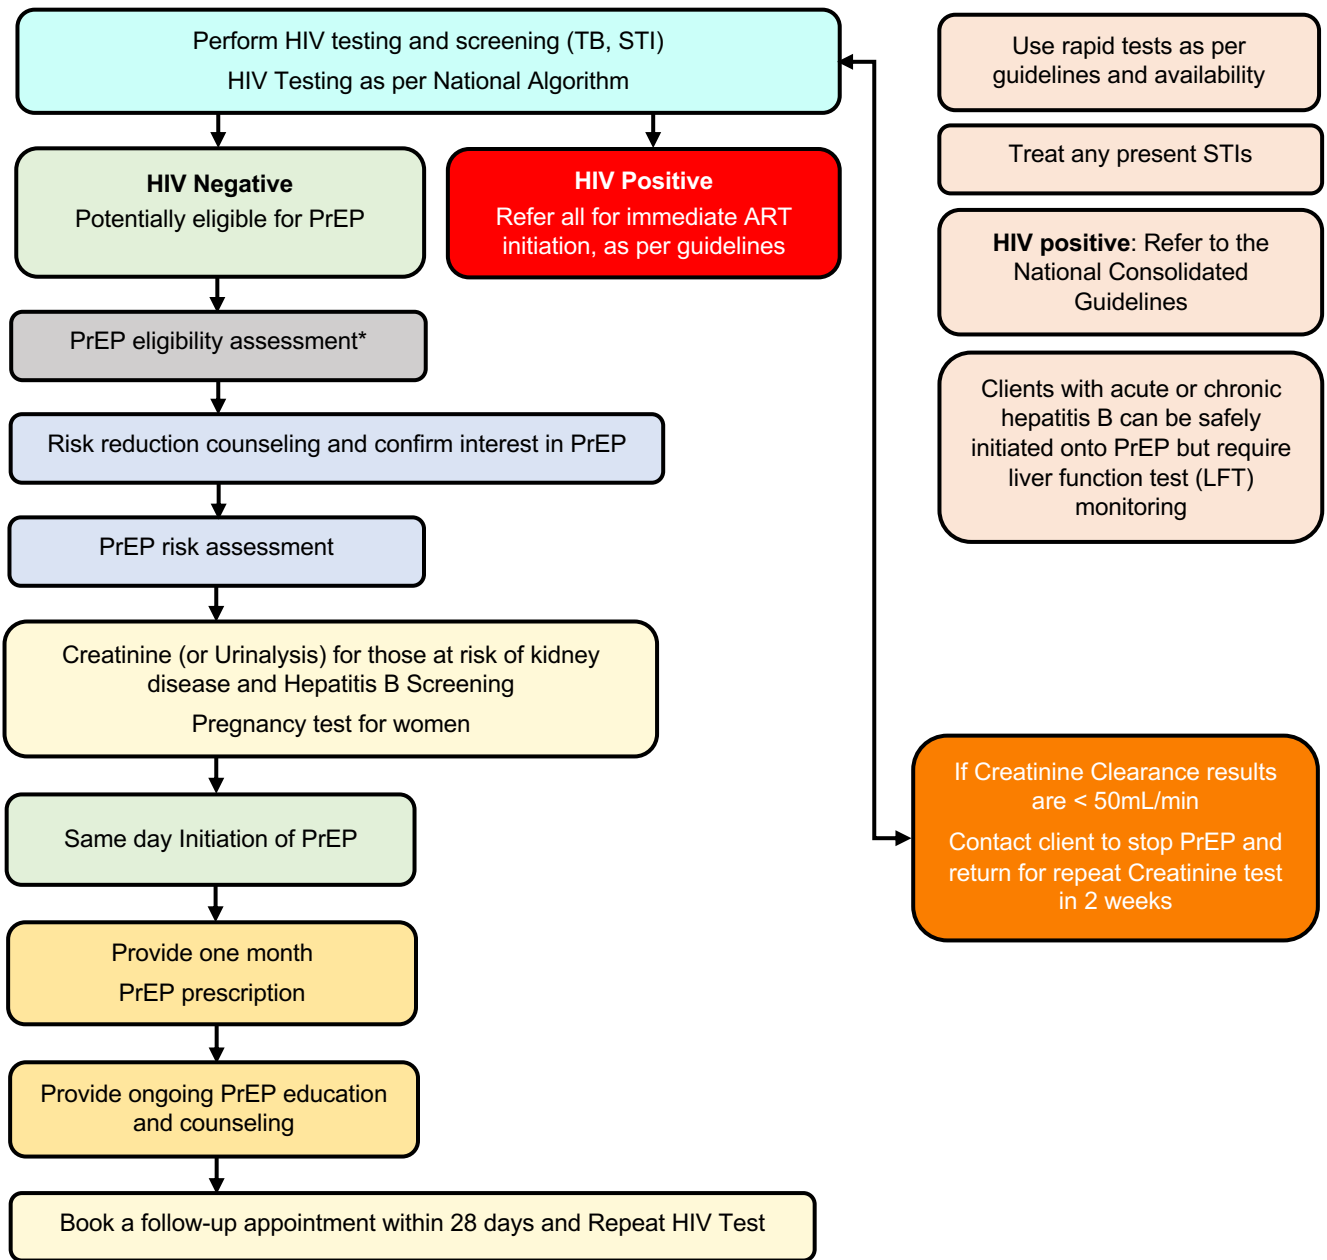 Perform HIV testing and screening (TB, STI)
HIV Testing as per National Algorithm
HIV Negative
Potentially eligible for PrEP
HIV Positive
Refer all for immediate ART
initiation, as per guidelines
PrEP eligibility assessment*
Risk reduction counseling and confirm interest in PrEP
PrEP risk assessment
Creatinine (or Urinalysis) for those at risk of kidney
disease and Hepatitis B Screening
Pregnancy test for women
Same day Initiation of PrEP
Provide one month
PrEP prescription
Provide ongoing PrEP education
and counseling
Book a follow-up appointment within 28 days and Repeat HIV Test
Use rapid tests as per
guidelines and availability
Treat any present STIs
HIV positive: Refer to the
National Consolidated
Guidelines
Clients with acute or chronic
hepatitis B can be safely
initiated onto PrEP but require
liver function test (LFT)
monitoring
If Creatinine Clearance results
are < 50mL/min
Contact client to stop PrEP and
return for repeat Creatinine test
in 2 weeks